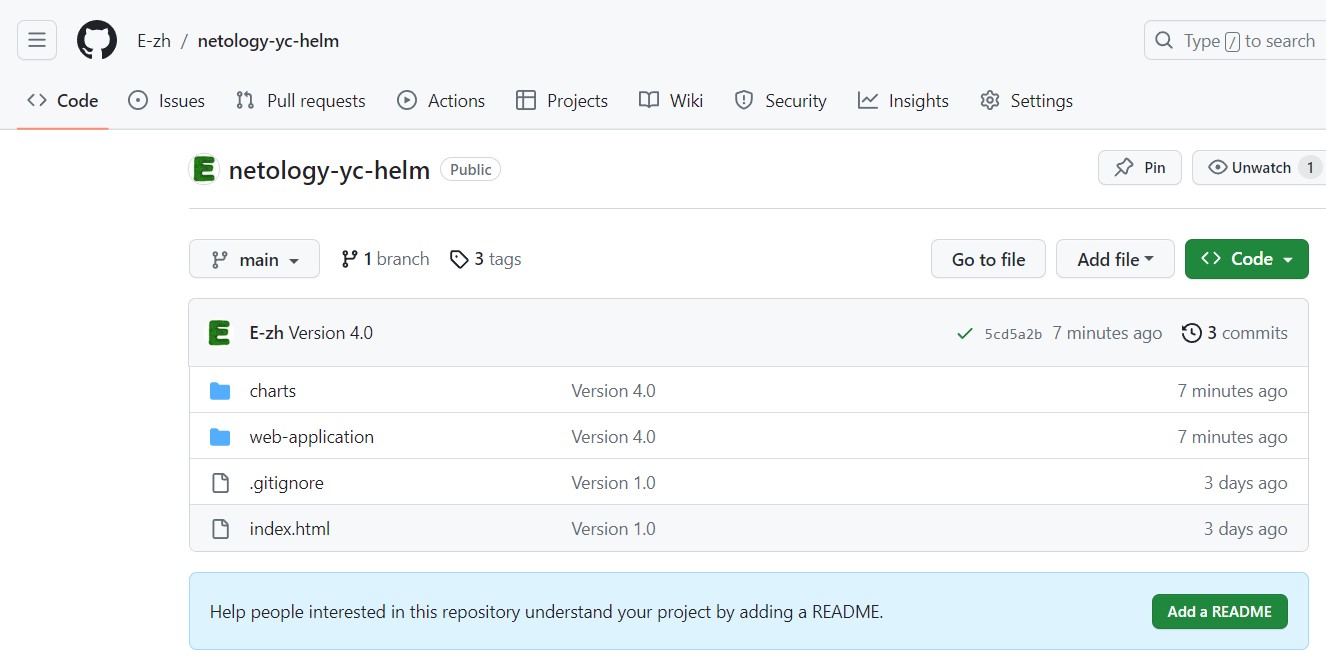 E-zh / netology-yc-helm
Type / to search
Code Issues Pull requests Actions Projects Wiki Security Insights Settings
netology-yc-helm Public
Pin Unwatch 1
main 1 branch 3 tags Go to file Add file Code
E-zh Version 4.0 5cd5a2b 7 minutes ago 3 commits
charts Version 4.0 7 minutes ago
web-application Version 4.0 7 minutes ago
.gitignore Version 1.0 3 days ago
index.html Version 1.0 3 days ago
Help people interested in this repository understand your project by adding a README. Add a README